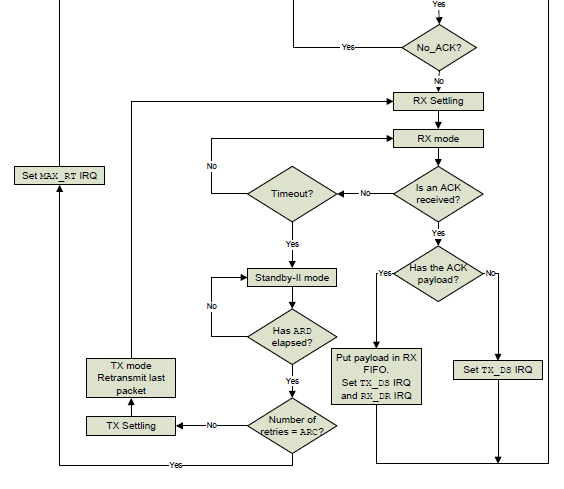 Yes
Yes
No_ACK?
No
RX Settling
RX mode
No
Set MAX_RT IRQ
Timeout?
No
Is an ACK
received?
Yes
Yes
Standby-II mode
Yes
Has the ACK
payload?
No
No
Has ARD
elapsed?
Put payload in RX
FIFO.
Set TX_DS IRQ
and RX_DR IRQ
Set TX_DS IRQ
TX mode
Retransmit last
packet
Yes
TX Settling
No
Number of
retries = ARC?
Yes